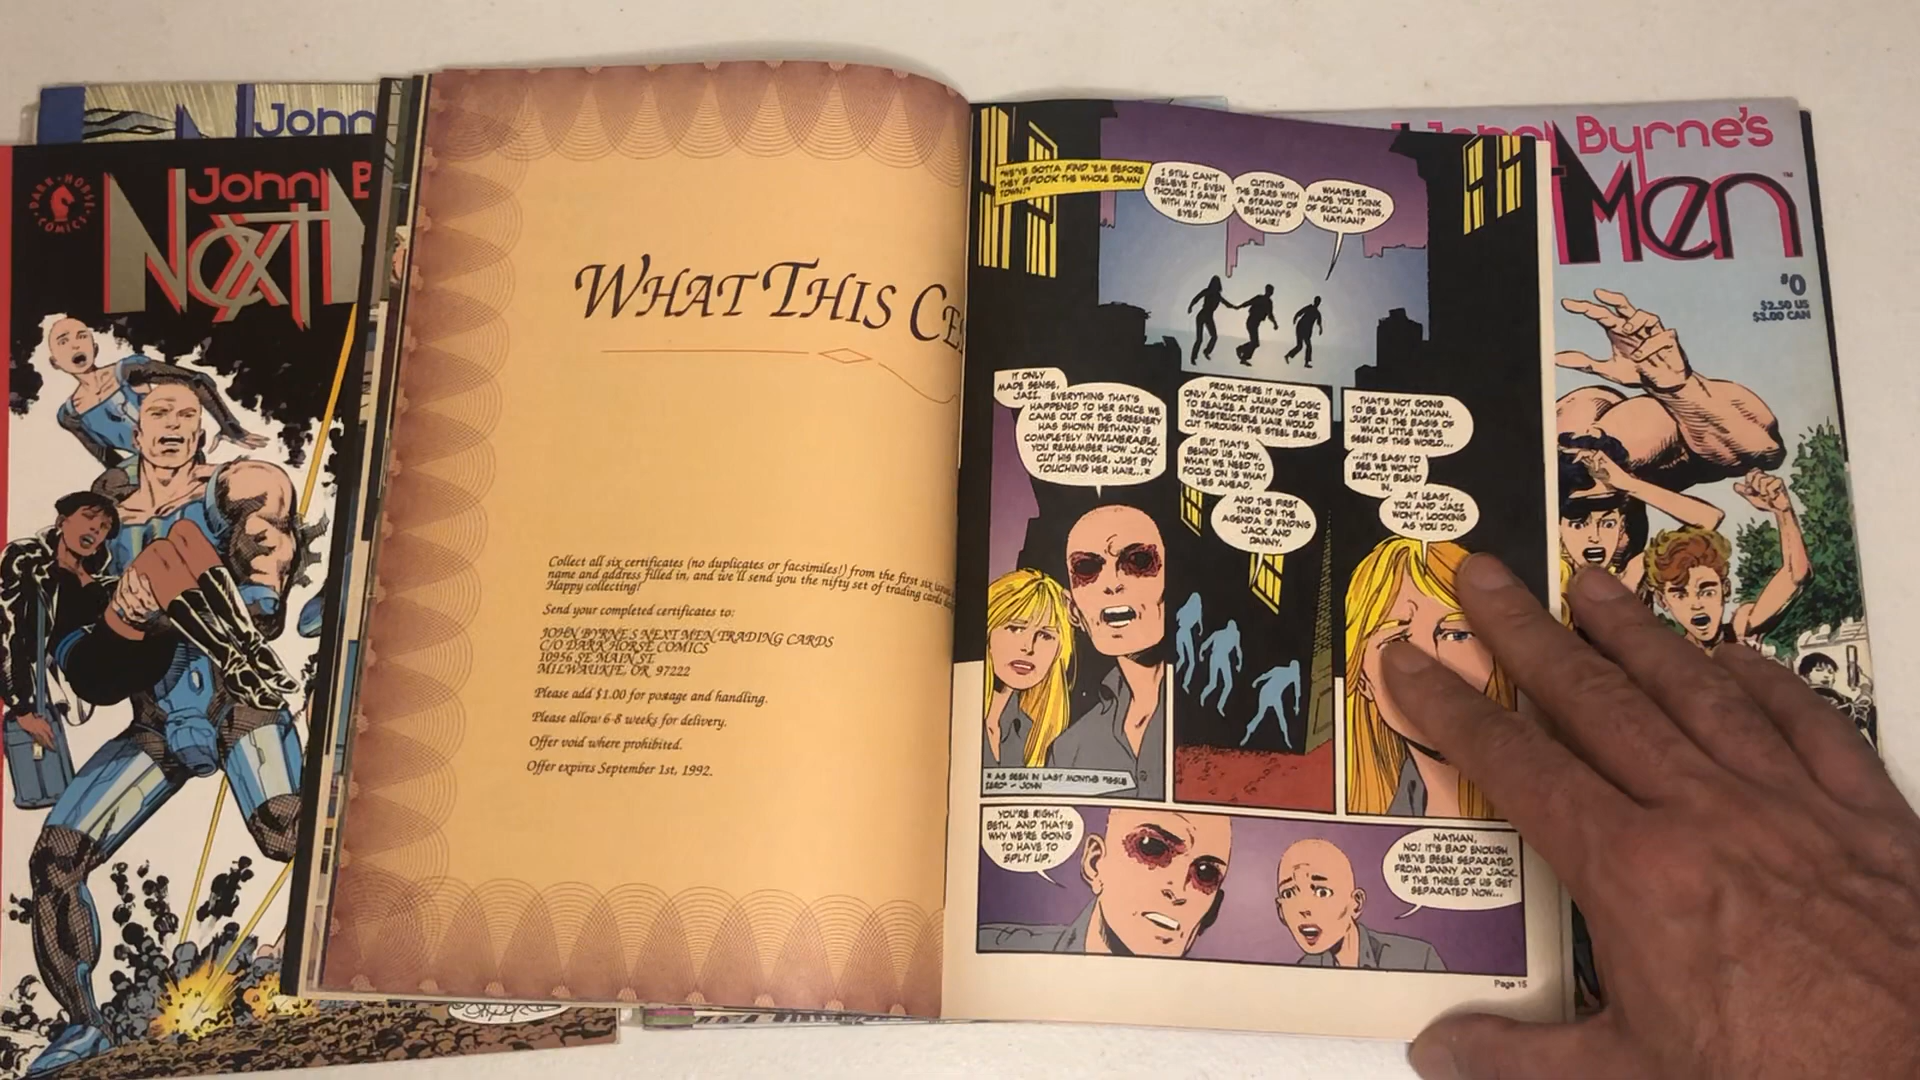 John
DARK HORSE COMICS
John B
NextM
WHAT THIS CE
Collect all six certificates (no duplicates or facsimiles!) from the first six
name and address filled in, and we'll send you the nifty set of trading cards
Happy collecting!
Send your completed certificates to:
JOHN BYRNE'S NEXT MEN TRADING CARDS
C/O DARK HORSE COMICS
10956 SE MAIN ST.
MILWAUKIE, OR 97222
Please add $1.00 for postage and handling.
Please allow 6-8 weeks for delivery.
Offer void where prohibited.
Offer expires September 1st, 1992.
"WE'VE GOTTA FIND 'EM BEFORE
THEY SPOOK THE WHOLE DAMN
TOWN!"
I STILL CAN'T
BELIEVE IT, EVEN
THOUGH I SAW IT
WITH MY OWN
EYES!
CUTTING
THE BARS WITH
A STRAND OF
BETHANY'S
HAIR!
WHATEVER
MADE YOU THINK
OF SUCH A THING,
NATHAN?
IT ONLY
MADE SENSE,
JAZZ. EVERYTHING THAT'S
HAPPENED TO HER SINCE WE
CAME OUT OF THE GREENERY
HAS SHOWN BETHANY IS
COMPLETELY INVULNERABLE.
YOU REMEMBER HOW JACK
CUT HIS FINGER, JUST BY
TOUCHING HER HAIR...*
FROM THERE IT WAS
ONLY A SHORT JUMP OF LOGIC
TO REALIZE A STRAND OF HER
INDESTRUCTIBLE HAIR WOULD
CUT THROUGH THE STEEL BARS.
BUT THAT'S
BEHIND US, NOW.
WHAT WE NEED TO
FOCUS ON IS WHAT
LIES AHEAD.
AND THE FIRST
THING ON THE
AGENDA IS FINDING
JACK AND
DANNY.
THAT'S NOT GOING
TO BE EASY, NATHAN.
JUST ON THE BASIS OF
WHAT LITTLE WE'VE
SEEN OF THIS WORLD...
...IT'S EASY TO
SEE WE WON'T
EXACTLY BLEND
IN.
AT LEAST,
YOU AND JAZZ
WON'T, LOOKING
AS YOU DO.
* AS SEEN IN LAST MONTHS "ISSUE
ZERO" - JOHN
YOU'RE RIGHT,
BETH. AND THAT'S
WHY WE'RE GOING
TO HAVE TO
SPLIT UP.
NATHAN,
NO! IT'S BAD ENOUGH
WE'VE BEEN SEPARATED
FROM DANNY AND JACK.
IF THE THREE OF US GET
SEPARATED NOW...
Page 15
John Byrne's
Men
™
#0
$2.50 US
$3.00 CAN